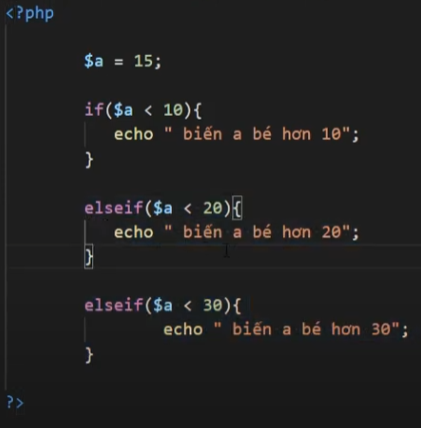 <?php
$a = 15;
if($a < 10){
echo " biến a bé hơn 10";
}
elseif($a < 20){
echo " biến a bé hơn 20";
}
elseif($a < 30){
echo " biến a bé hơn 30";
}
?>